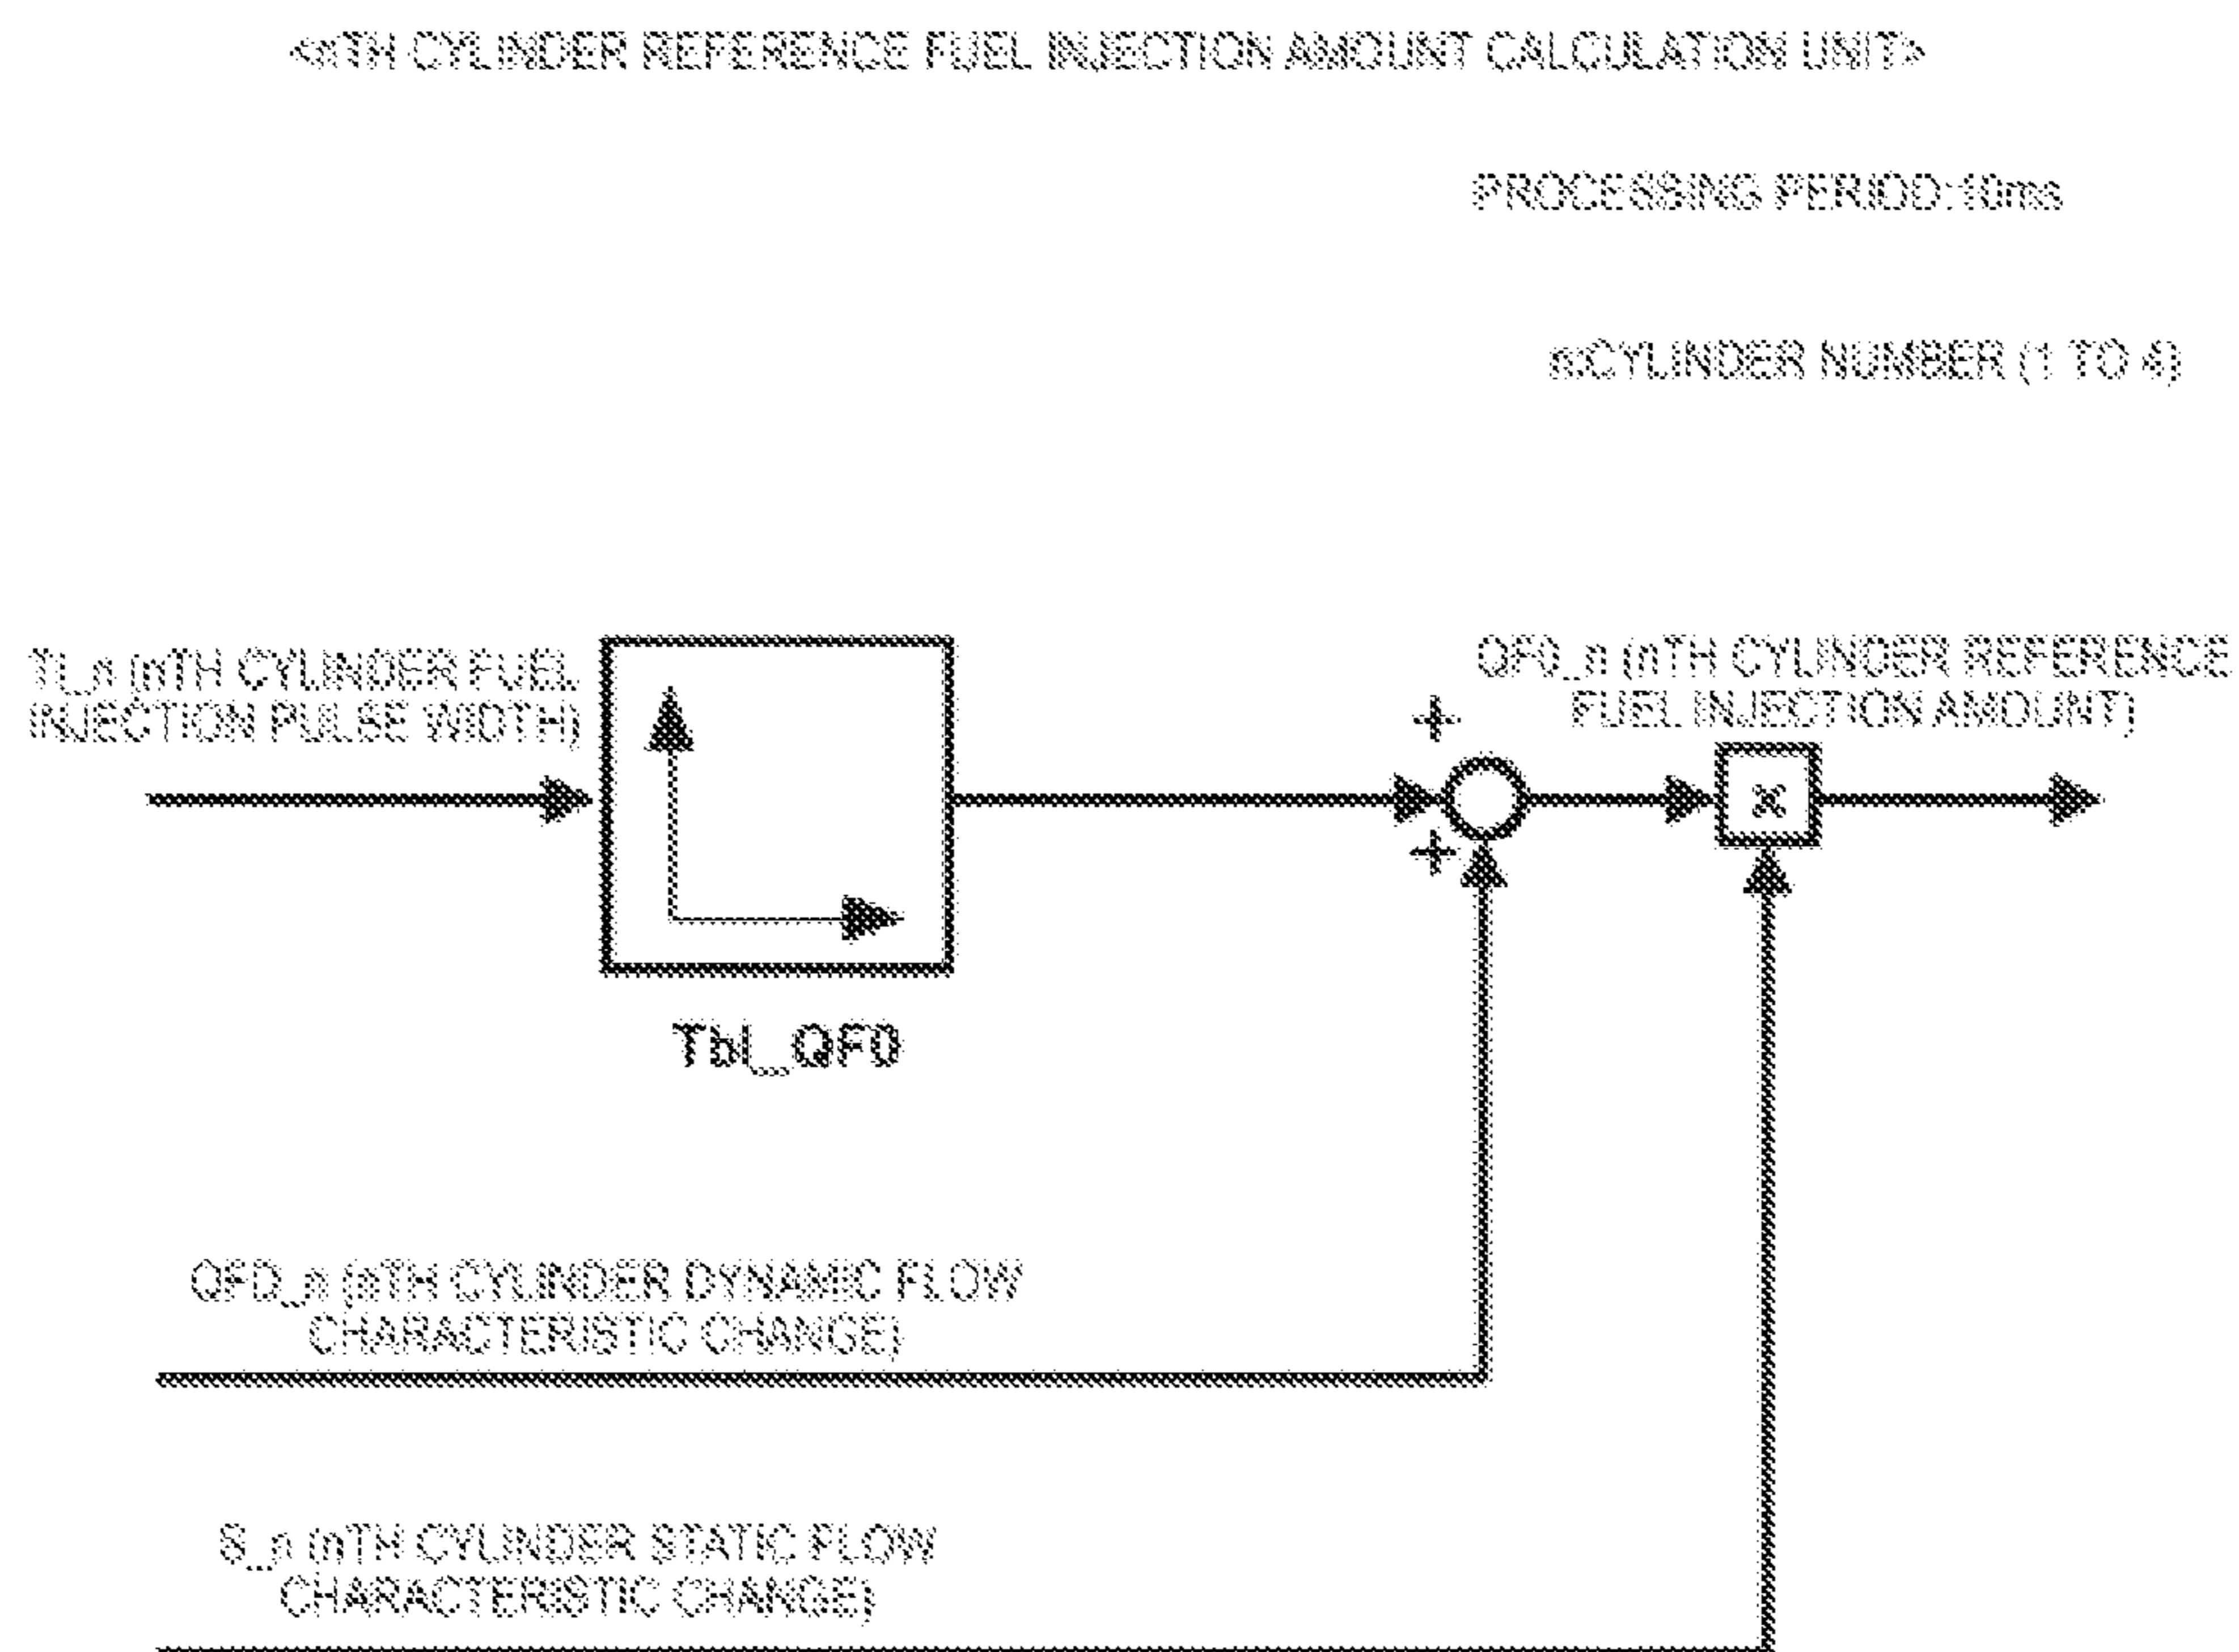 <nTH CYLINDER REFERENCE FUEL INJECTION AMOUNT CALCULATION UNIT>
PROCESSING PERIOD:10ms
n:CYLINDER NUMBER (1 TO 4)
TI_n (nTH CYLINDER FUEL
INJECTION PULSE WIDTH)
QF0_n (nTH CYLINDER REFERENCE
FUEL INJECTION AMOUNT)
+
+
×
Tbl_QF0
QFD_n (nTH CYLINDER DYNAMIC FLOW
CHARACTERISTIC CHANGE)
S_n (nTH CYLINDER STATIC FLOW
CHARACTERISTIC CHANGE)